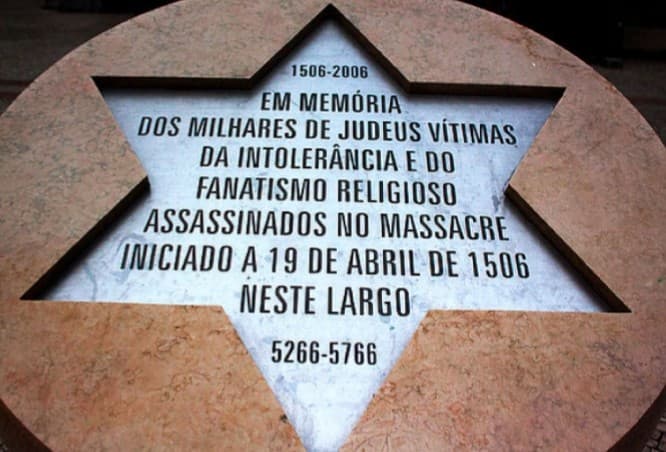 1506-2006
EM MEMÓRIA
DOS MILHARES DE JUDEUS VÍTIMAS
DA INTOLERÂNCIA E DO
FANATISMO RELIGIOSO
ASSASSINADOS NO MASSACRE
INICIADO A 19 DE ABRIL DE 1506
NESTE LARGO
5266-5766